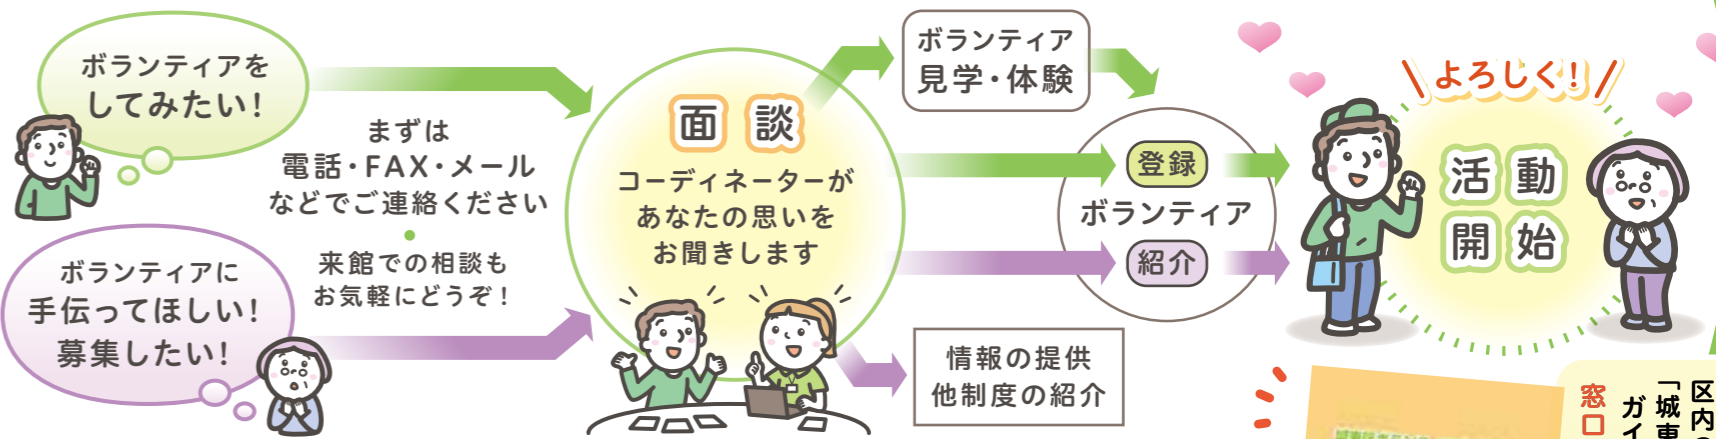 ボランティアを
してみたい！
ボランティアに
手伝ってほしい！
募集したい！
まずは
電話・FAX・メール
などでご連絡ください
来館での相談も
お気軽にどうぞ！
面談
コーディネーターが
あなたの思いを
お聞きします
ボランティア
見学・体験
登録
ボランティア
紹介
情報の提供
他制度の紹介
よろしく！
活動
開始
区内の
「城東
ガイ
窓口